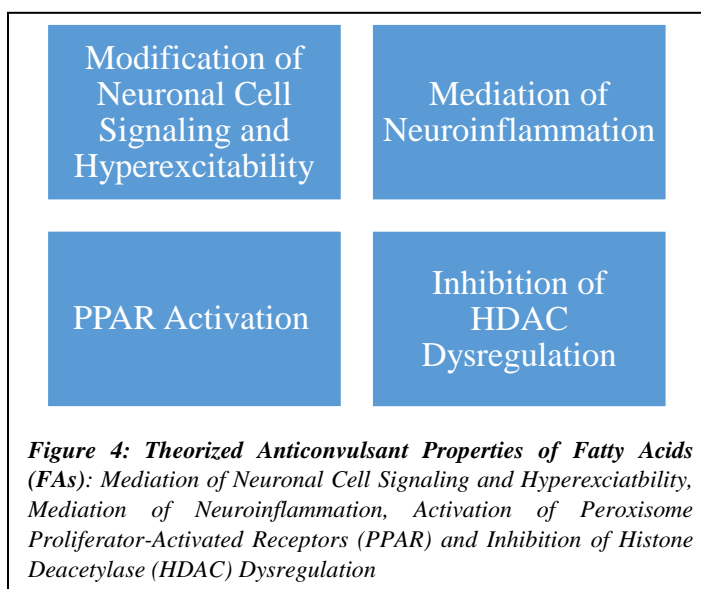 Modification of
Neuronal Cell
Signaling and
Hyperexcitability
Mediation of
Neuroinflammation
PPAR Activation
Inhibition of
HDAC
Dysregulation
Figure 4: Theorized Anticonvulsant Properties of Fatty Acids
(FAs): Mediation of Neuronal Cell Signaling and Hyperexciatbility,
Mediation of Neuroinflammation, Activation of Peroxisome
Proliferator-Activated Receptors (PPAR) and Inhibition of Histone
Deacetylase (HDAC) Dysregulation